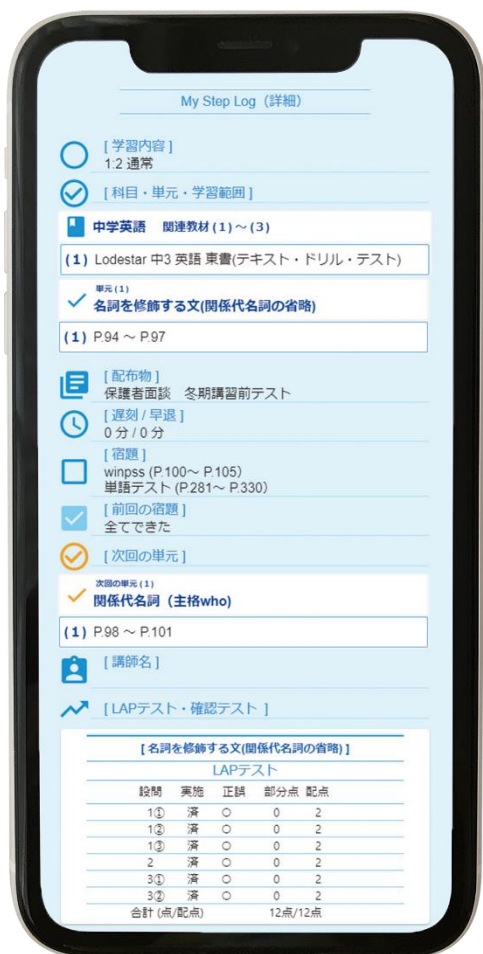 My Step Log（詳細）
[ 学習内容 ]
1:2 通常
[ 科目・単元・学習範囲 ]
中学英語 関連教材 (1) ～ (3)
(1) Lodestar 中3 英語 東書(テキスト・ドリル・テスト)
単元 (1)
名詞を修飾する文(関係代名詞の省略)
(1) P.94 ～ P.97
[ 配布物 ]
保護者面談 冬期講習前テスト
[ 遅刻 / 早退 ]
0 分 / 0 分
[ 宿題 ]
winpss (P.100～ P.105)
単語テスト (P.281～ P.330)
[ 前回の宿題 ]
全てできた
[ 次回の単元 ]
次回の単元 (1)
関係代名詞（主格who)
(1) P.98 ～ P.101
[ 講師名 ]
[ LAPテスト・確認テスト ]
[ 名詞を修飾する文(関係代名詞の省略) ]
LAPテスト
設問 実施 正誤 部分点 配点
1① 済 ○ 0 2
1② 済 ○ 0 2
1③ 済 ○ 0 2
2 済 ○ 0 2
3① 済 ○ 0 2
3② 済 ○ 0 2
合計 (点/配点) 12点/12点